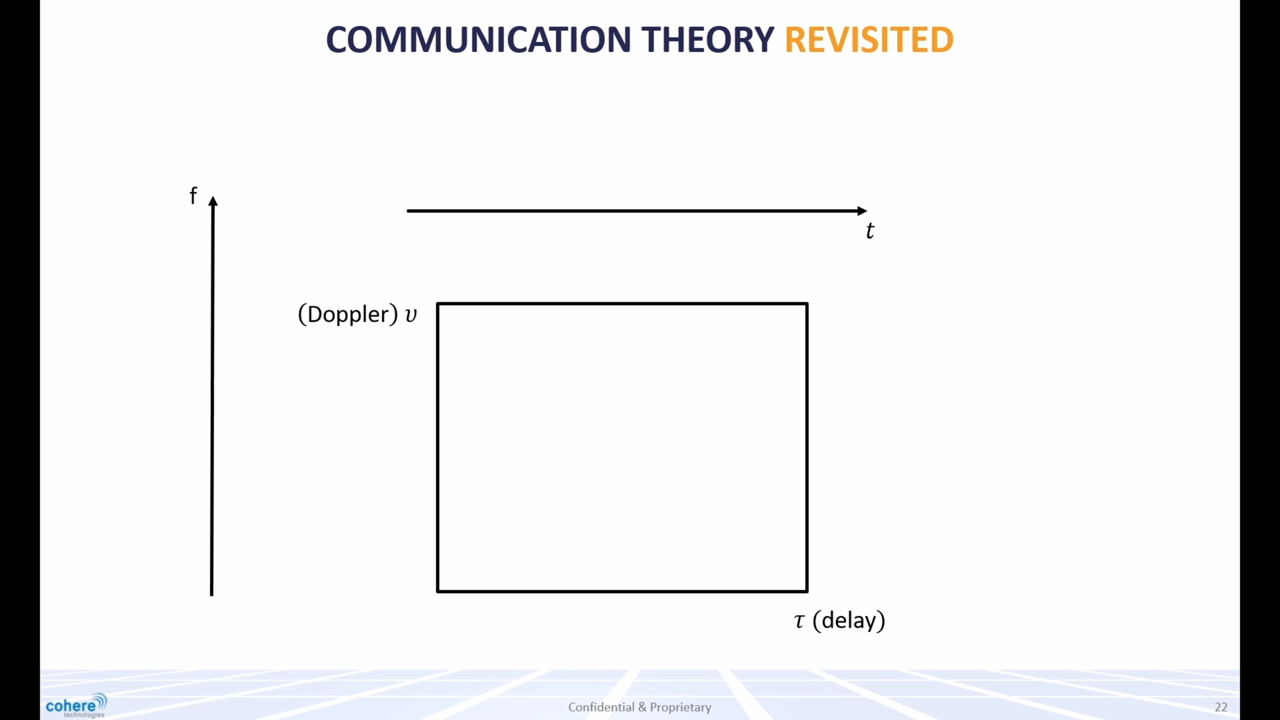 COMMUNICATION THEORY REVISITED
f
t
(Doppler) υ
τ (delay)
cohere
technologies
Confidential & Proprietary
22